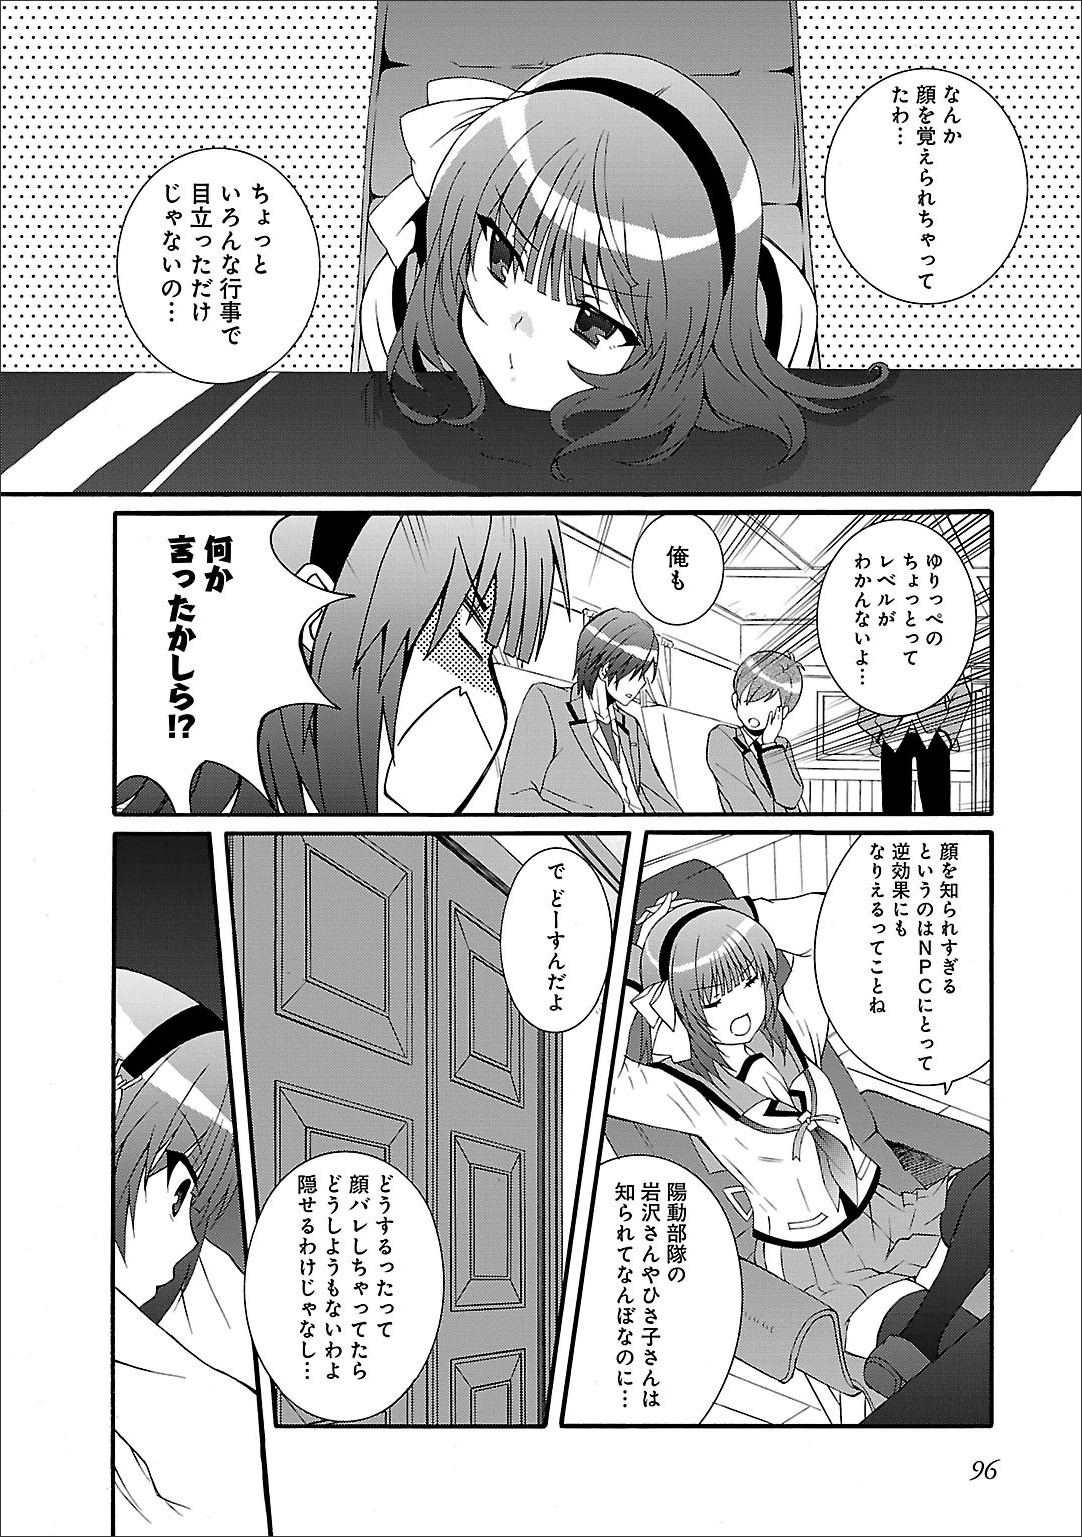 なんか
顔を覚えられちゃって
たわ…
ちょっと
いろんな行事で
目立っただけ
じゃないの…
ゆりっぺの
ちょっとって
レベルが
わかんないよ…
俺も
何か
言ったかしら!?
顔を知られすぎる
というのはNPCにとって
逆効果にも
なりえるってことね
陽動部隊の
岩沢さんやひさ子さんは
知られてなんぼなのに…
で どーすんだよ
どうするったって
顔バレしちゃってたら
どうしようもないわよ
隠せるわけじゃなし…
96